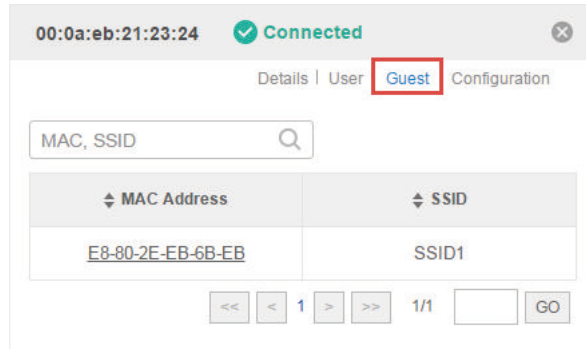 00:0a:eb:21:23:24 Connected
Details | User Guest Configuration
MAC, SSID
MAC Address SSID
E8-80-2E-EB-6B-EB SSID1
<< < 1 > >> 1/1 GO